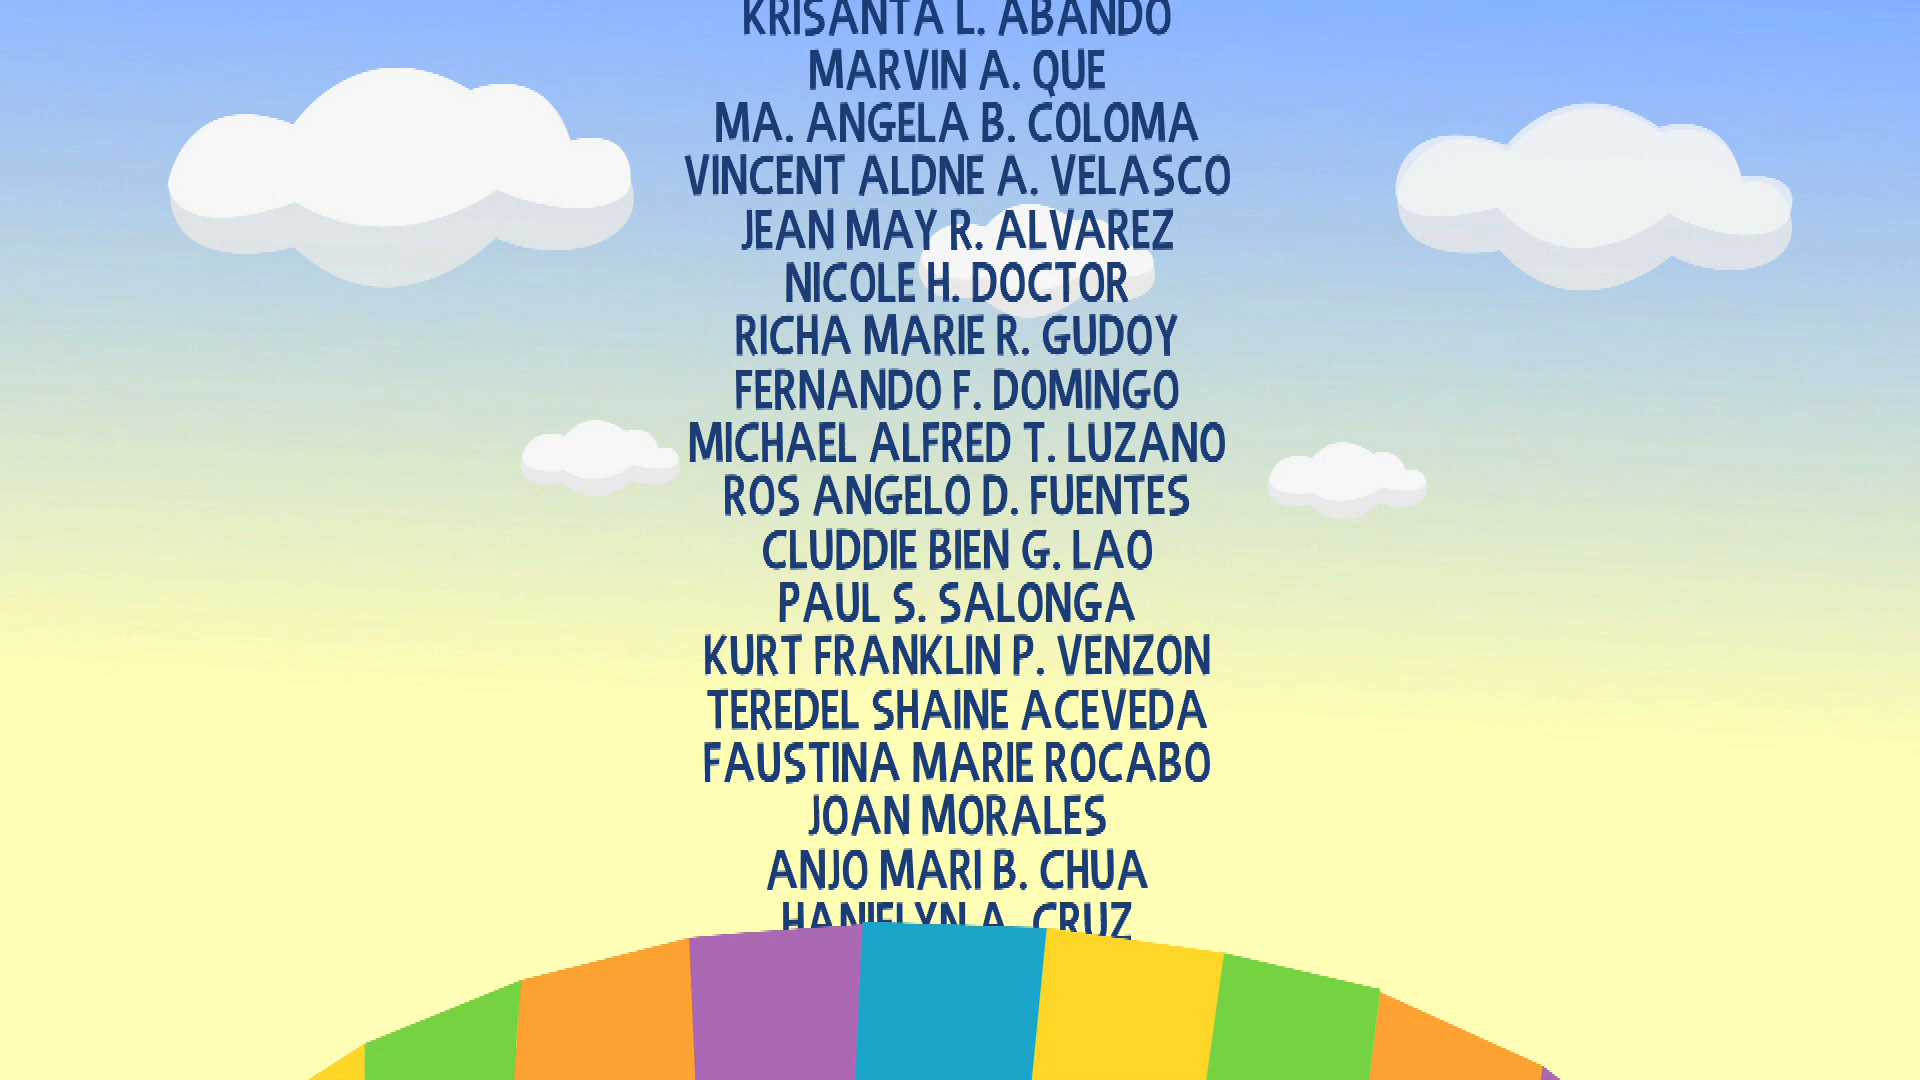 KRISANTA L. ABANDO
MARVIN A. QUE
MA. ANGELA B. COLOMA
VINCENT ALDNE A. VELASCO
JEAN MAY R. ALVAREZ
NICOLE H. DOCTOR
RICHA MARIE R. GUDOY
FERNANDO F. DOMINGO
MICHAEL ALFRED T. LUZANO
ROS ANGELO D. FUENTES
CLUDDIE BIEN G. LAO
PAUL S. SALONGA
KURT FRANKLIN P. VENZON
TEREDEL SHAINE ACEVEDA
FAUSTINA MARIE ROCABO
JOAN MORALES
ANJO MARI B. CHUA
HANIELYN A. CRUZ